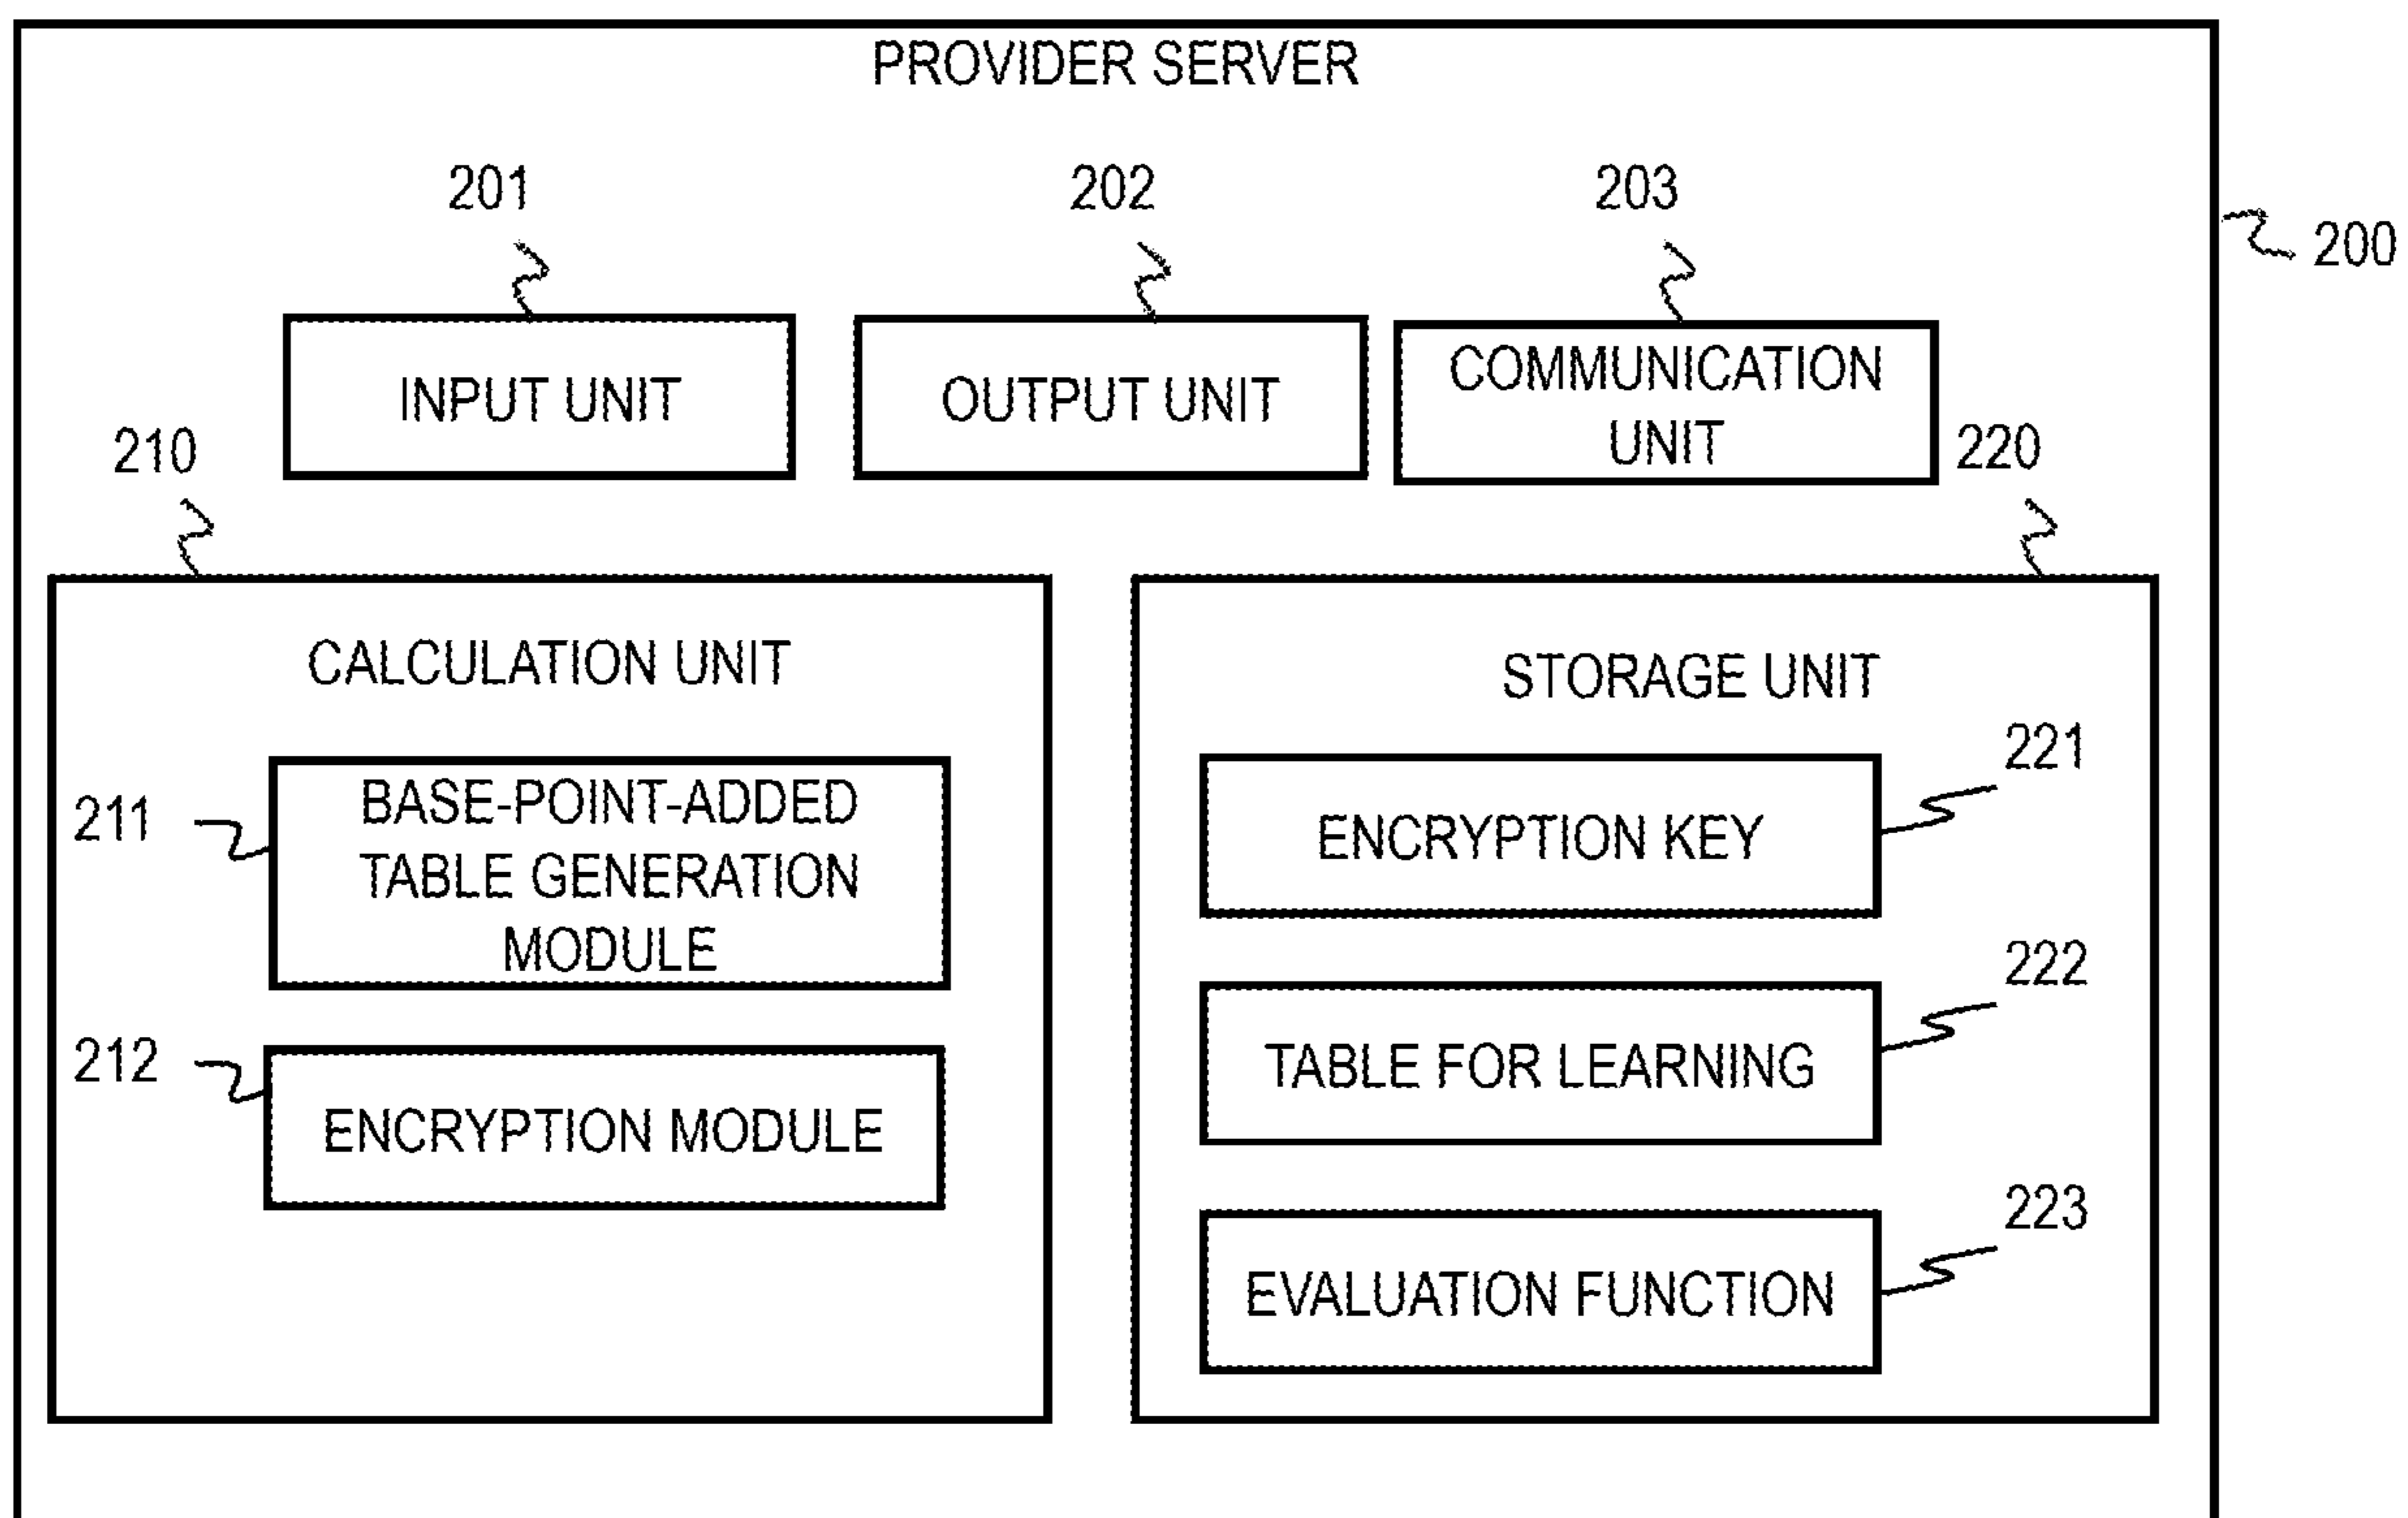 PROVIDER SERVER
201
202
203
200
INPUT UNIT
OUTPUT UNIT
COMMUNICATION
UNIT
210
220
CALCULATION UNIT
211
BASE-POINT-ADDED
TABLE GENERATION
MODULE
212
ENCRYPTION MODULE
STORAGE UNIT
221
ENCRYPTION KEY
222
TABLE FOR LEARNING
223
EVALUATION FUNCTION